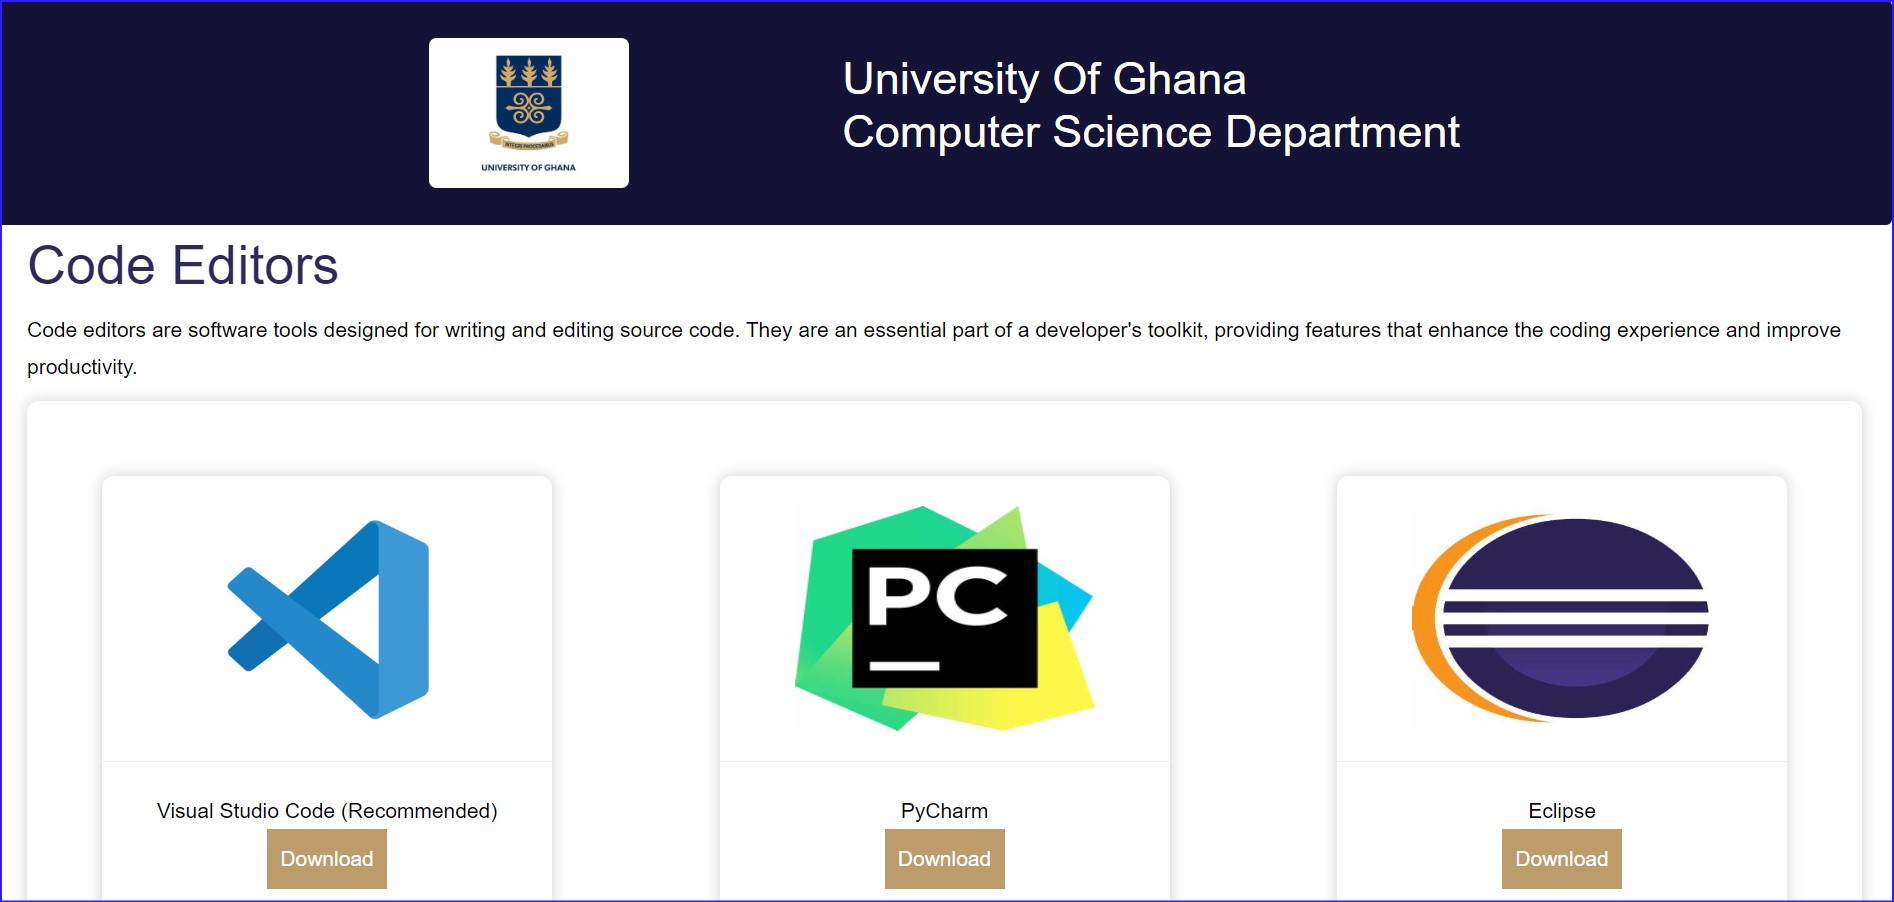 INTEGRI PROCEDAMUS
UNIVERSITY OF GHANA
University Of Ghana
Computer Science Department
Code Editors
Code editors are software tools designed for writing and editing source code. They are an essential part of a developer's toolkit, providing features that enhance the coding experience and improve
productivity.
PC
Visual Studio Code (Recommended)
PyCharm
Eclipse
Download
Download
Download